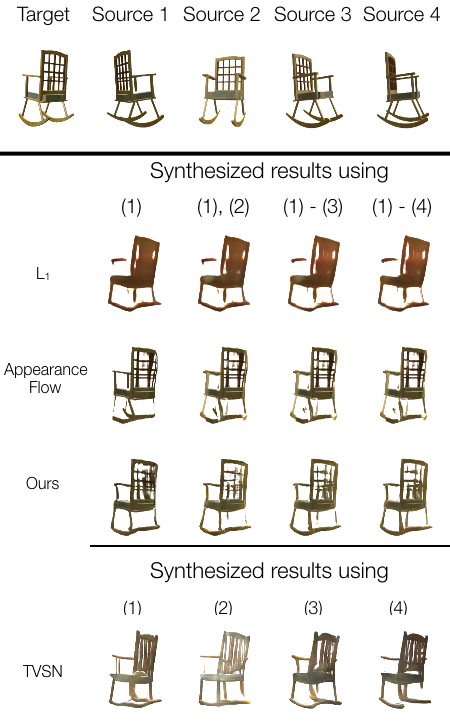 Target Source 1 Source 2 Source 3 Source 4
Synthesized results using
(1) (1), (2) (1) - (3) (1) - (4)
L1
Appearance
Flow
Ours
Synthesized results using
(1) (2) (3) (4)
TVSN